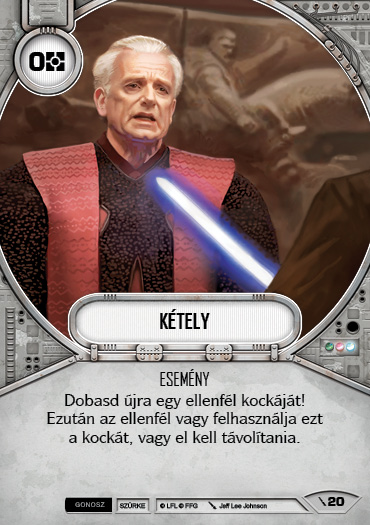 0
KÉTELY
ESEMÉNY
Dobasd újra egy ellenfél kockáját!
Ezután az ellenfél vagy felhasználja ezt
a kockát, vagy el kell távolítania.
GONOSZ SZÜRKE © LFL © FFG Jeff Lee Johnson 20